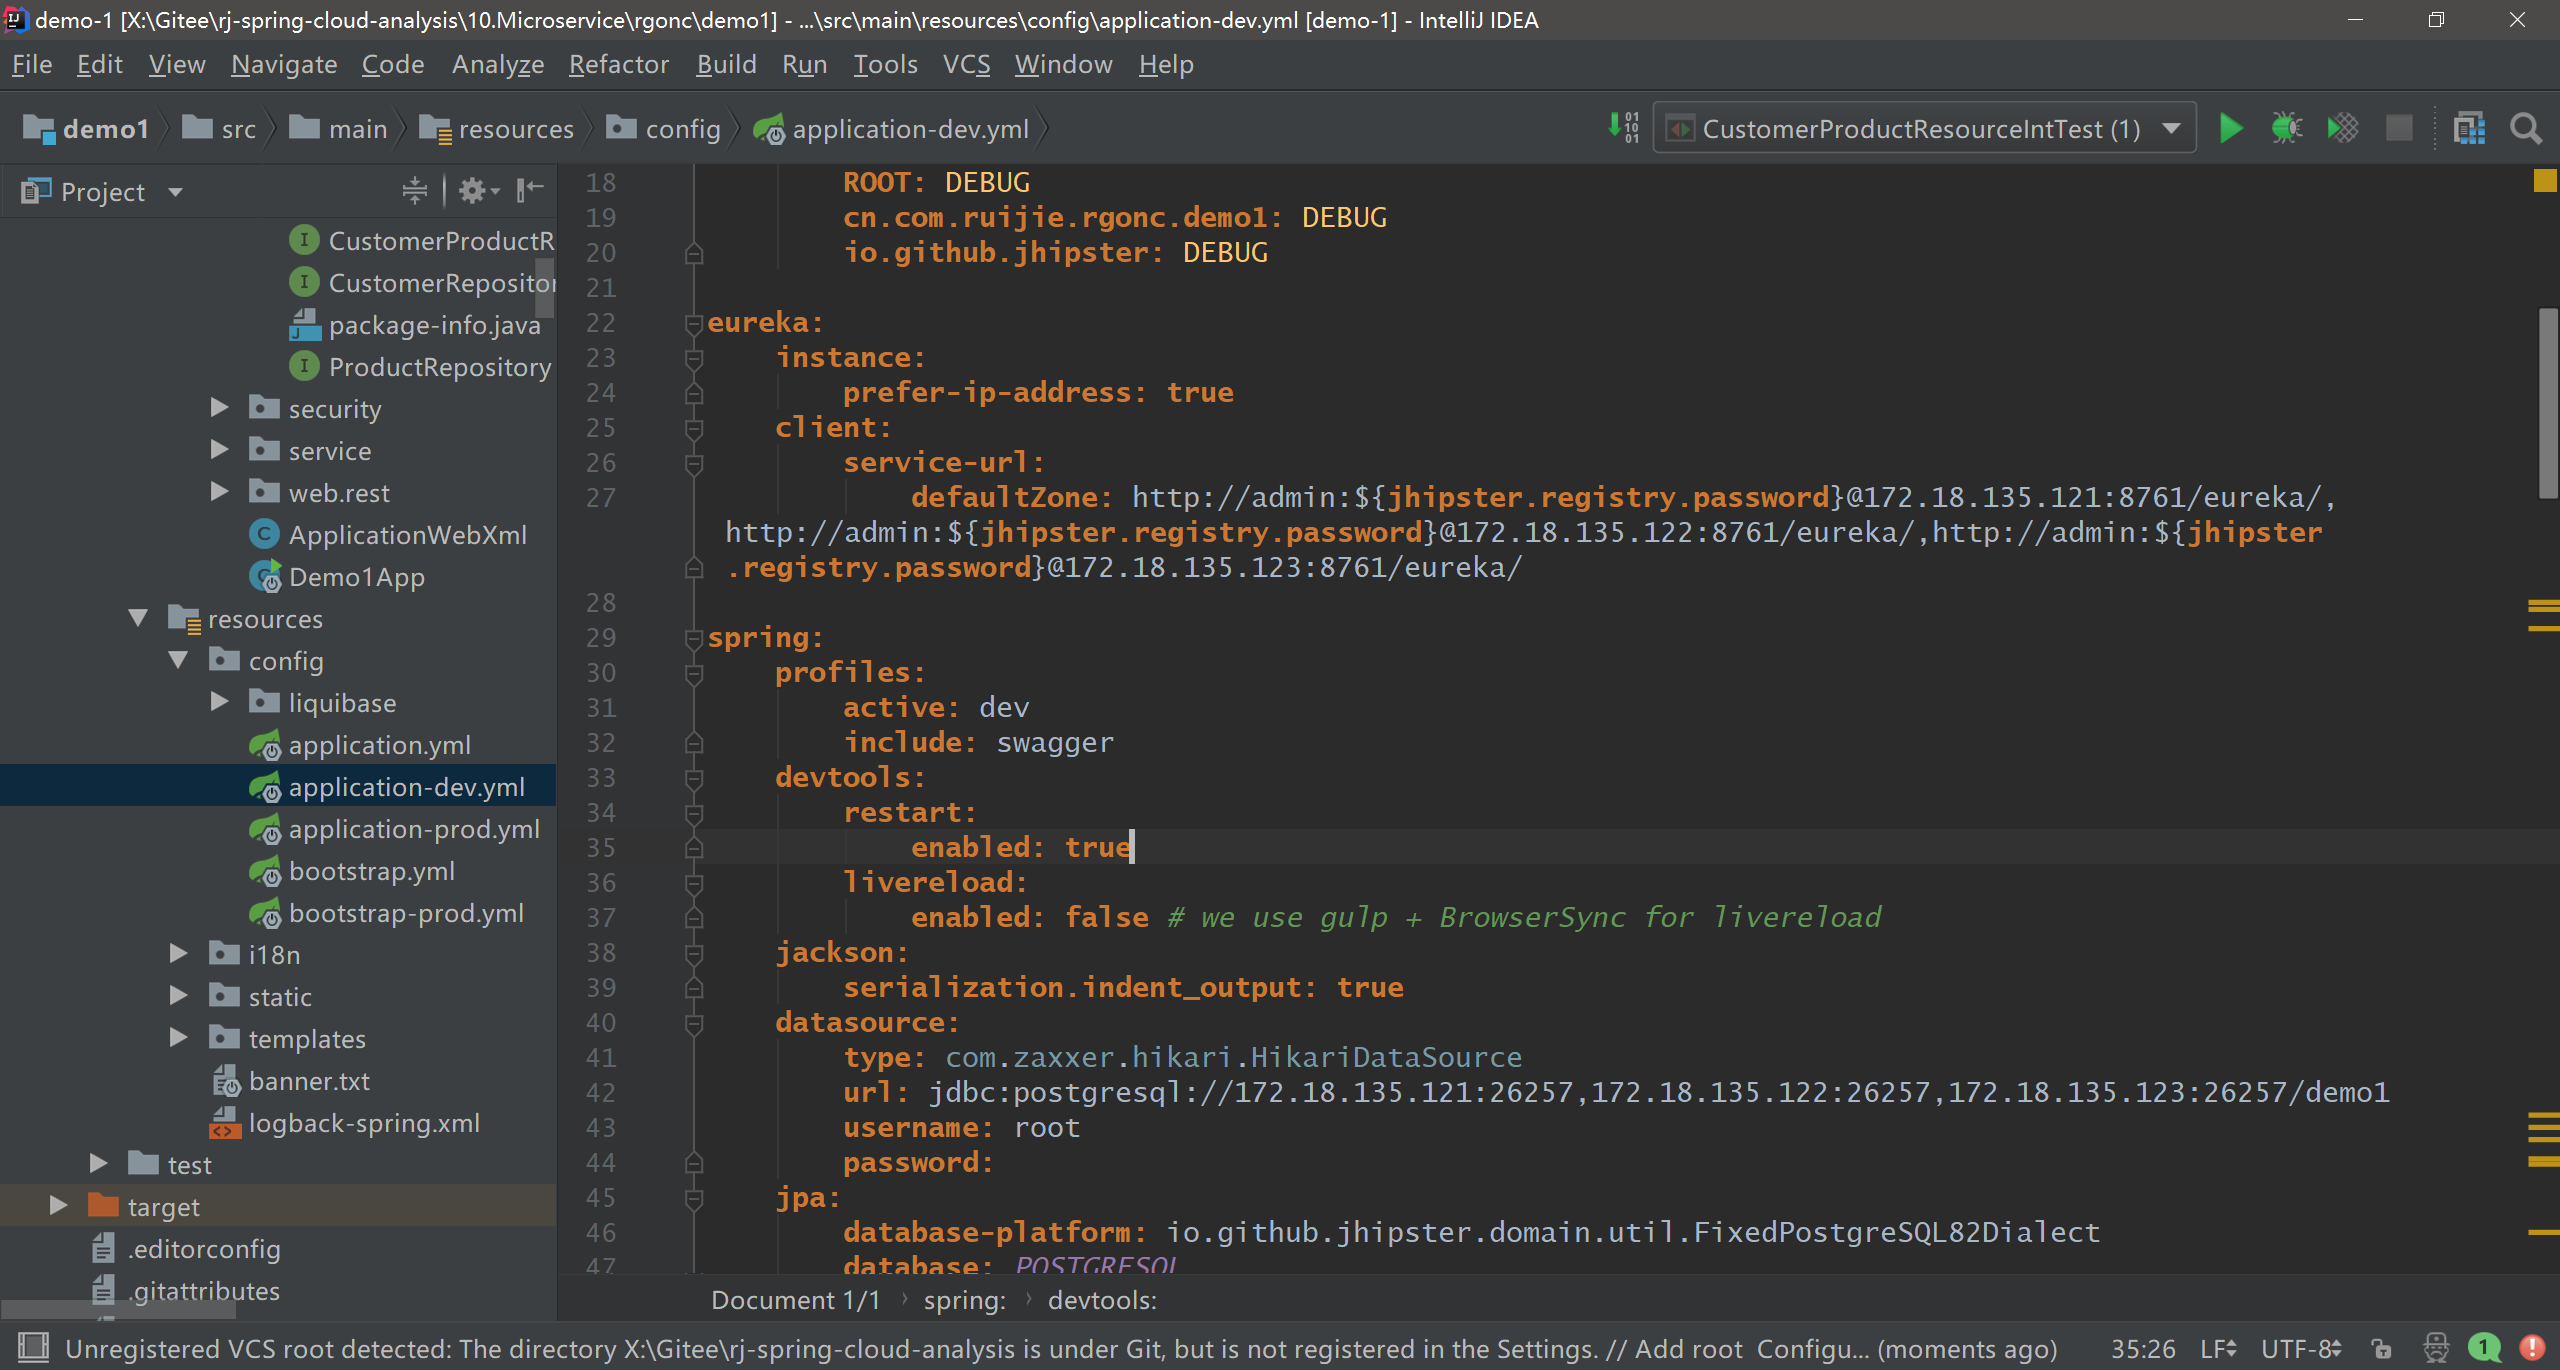 demo-1 [X:\Gitee\rj-spring-cloud-analysis\10.Microservice\rgonc\demo1] - ...\src\main\resources\config\application-dev.yml [demo-1] - IntelliJ IDEA
File Edit View Navigate Code Analyze Refactor Build Run Tools VCS Window Help
demo1 src main resources config application-dev.yml CustomerProductResourceIntTest (1)
Project
CustomerProductR
CustomerRepositor
package-info.java
ProductRepository
security
service
web.rest
ApplicationWebXml
Demo1App
resources
config
liquibase
application.yml
application-dev.yml
application-prod.yml
bootstrap.yml
bootstrap-prod.yml
i18n
static
templates
banner.txt
logback-spring.xml
test
target
.editorconfig
.gitattributes
18 ROOT: DEBUG
19 cn.com.ruijie.rgonc.demo1: DEBUG
20 io.github.jhipster: DEBUG
21
22 eureka:
23 instance:
24 prefer-ip-address: true
25 client:
26 service-url:
27 defaultZone: http://admin:${jhipster.registry.password}@172.18.135.121:8761/eureka/,
http://admin:${jhipster.registry.password}@172.18.135.122:8761/eureka/,http://admin:${jhipster
.registry.password}@172.18.135.123:8761/eureka/
28
29 spring:
30 profiles:
31 active: dev
32 include: swagger
33 devtools:
34 restart:
35 enabled: true
36 livereload:
37 enabled: false # we use gulp + BrowserSync for livereload
38 jackson:
39 serialization.indent_output: true
40 datasource:
41 type: com.zaxxer.hikari.HikariDataSource
42 url: jdbc:postgresql://172.18.135.121:26257,172.18.135.122:26257,172.18.135.123:26257/demo1
43 username: root
44 password:
45 jpa:
46 database-platform: io.github.jhipster.domain.util.FixedPostgreSQL82Dialect
47 database: POSTGRESQL
Document 1/1 spring: devtools:
Unregistered VCS root detected: The directory X:\Gitee\rj-spring-cloud-analysis is under Git, but is not registered in the Settings. // Add root Configu... (moments ago) 35:26 LF UTF-8 1